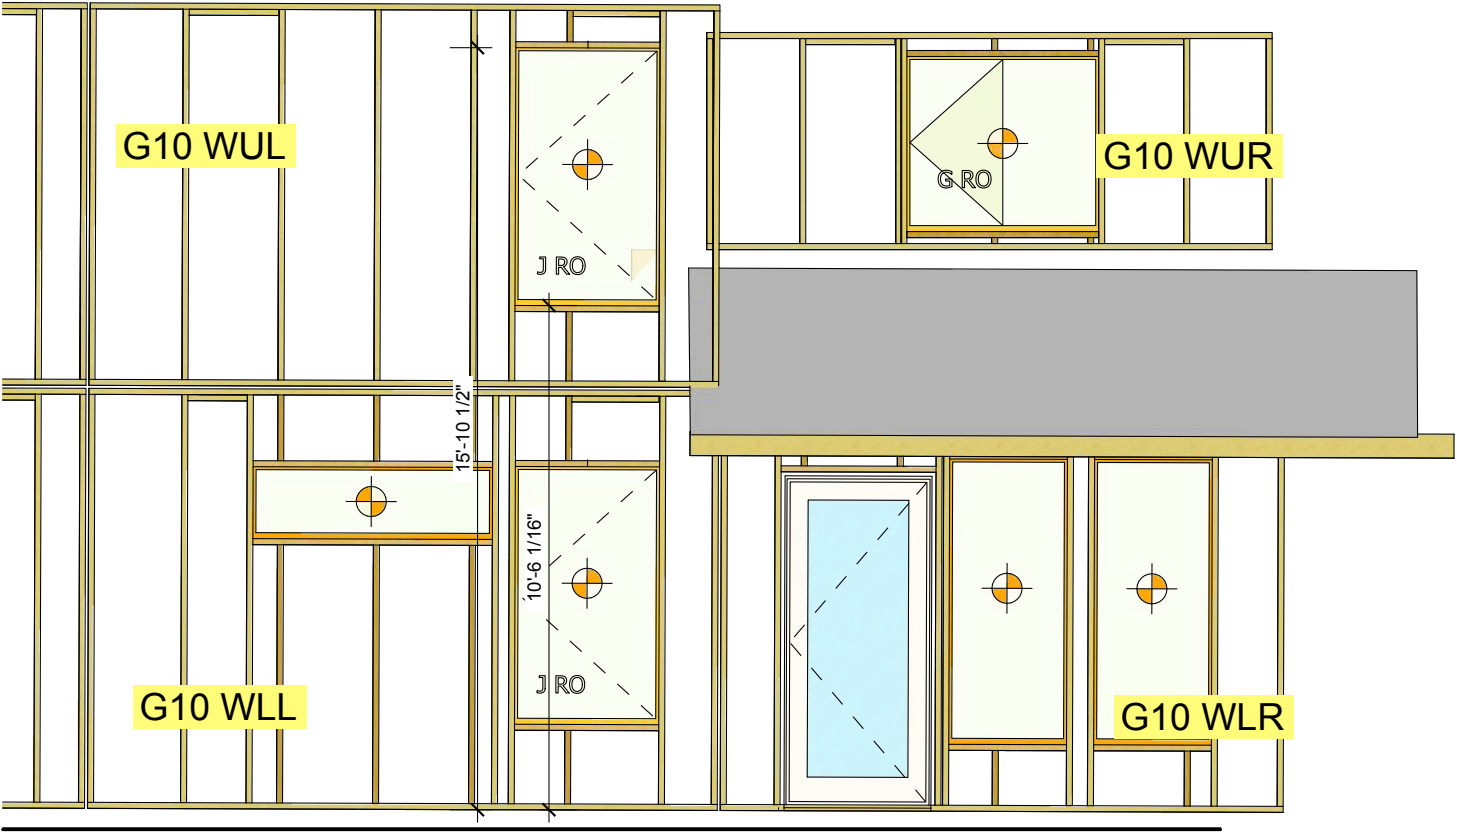 G10 WUL
G10 WUR
G RO
J RO
15'-10 1/2"
10'-6 1/16"
J RO
G10 WLL
G10 WLR